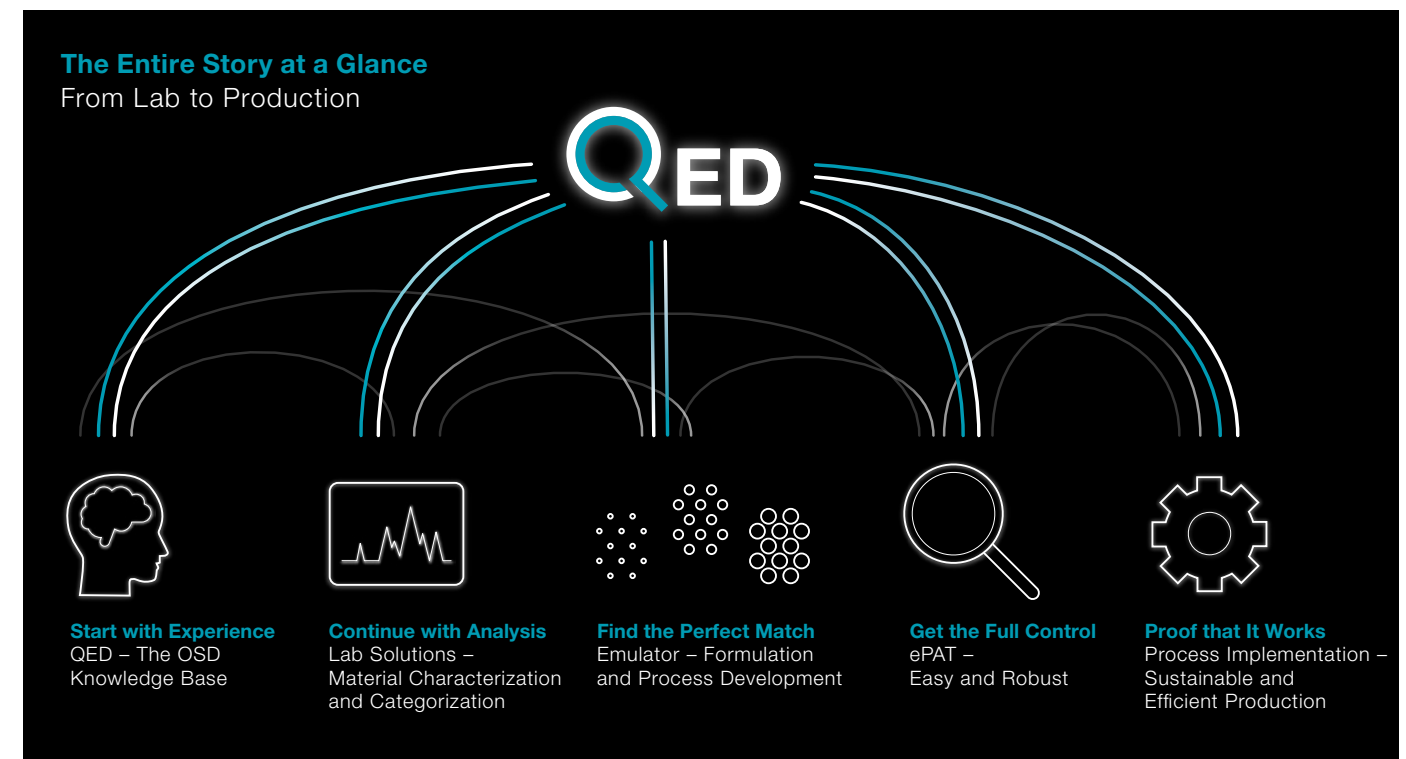 The Entire Story at a Glance
From Lab to Production
QED
Start with Experience
QED – The OSD
Knowledge Base
Continue with Analysis
Lab Solutions –
Material Characterization
and Categorization
Find the Perfect Match
Emulator – Formulation
and Process Development
Get the Full Control
ePAT –
Easy and Robust
Proof that It Works
Process Implementation –
Sustainable and
Efficient Production